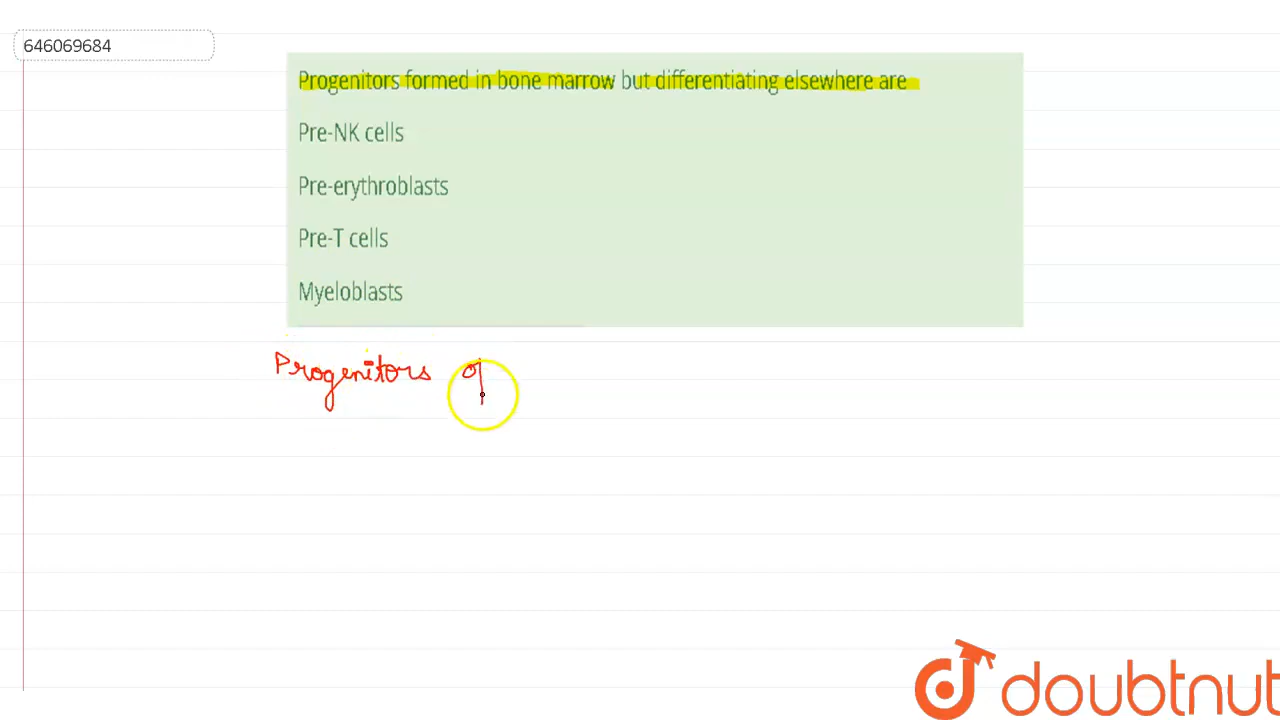 646069684
Progenitors formed in bone marrow but differentiating elsewhere are
Pre-NK cells
Pre-erythroblasts
Pre-T cells
Myeloblasts
Progenitors of
doubtnut